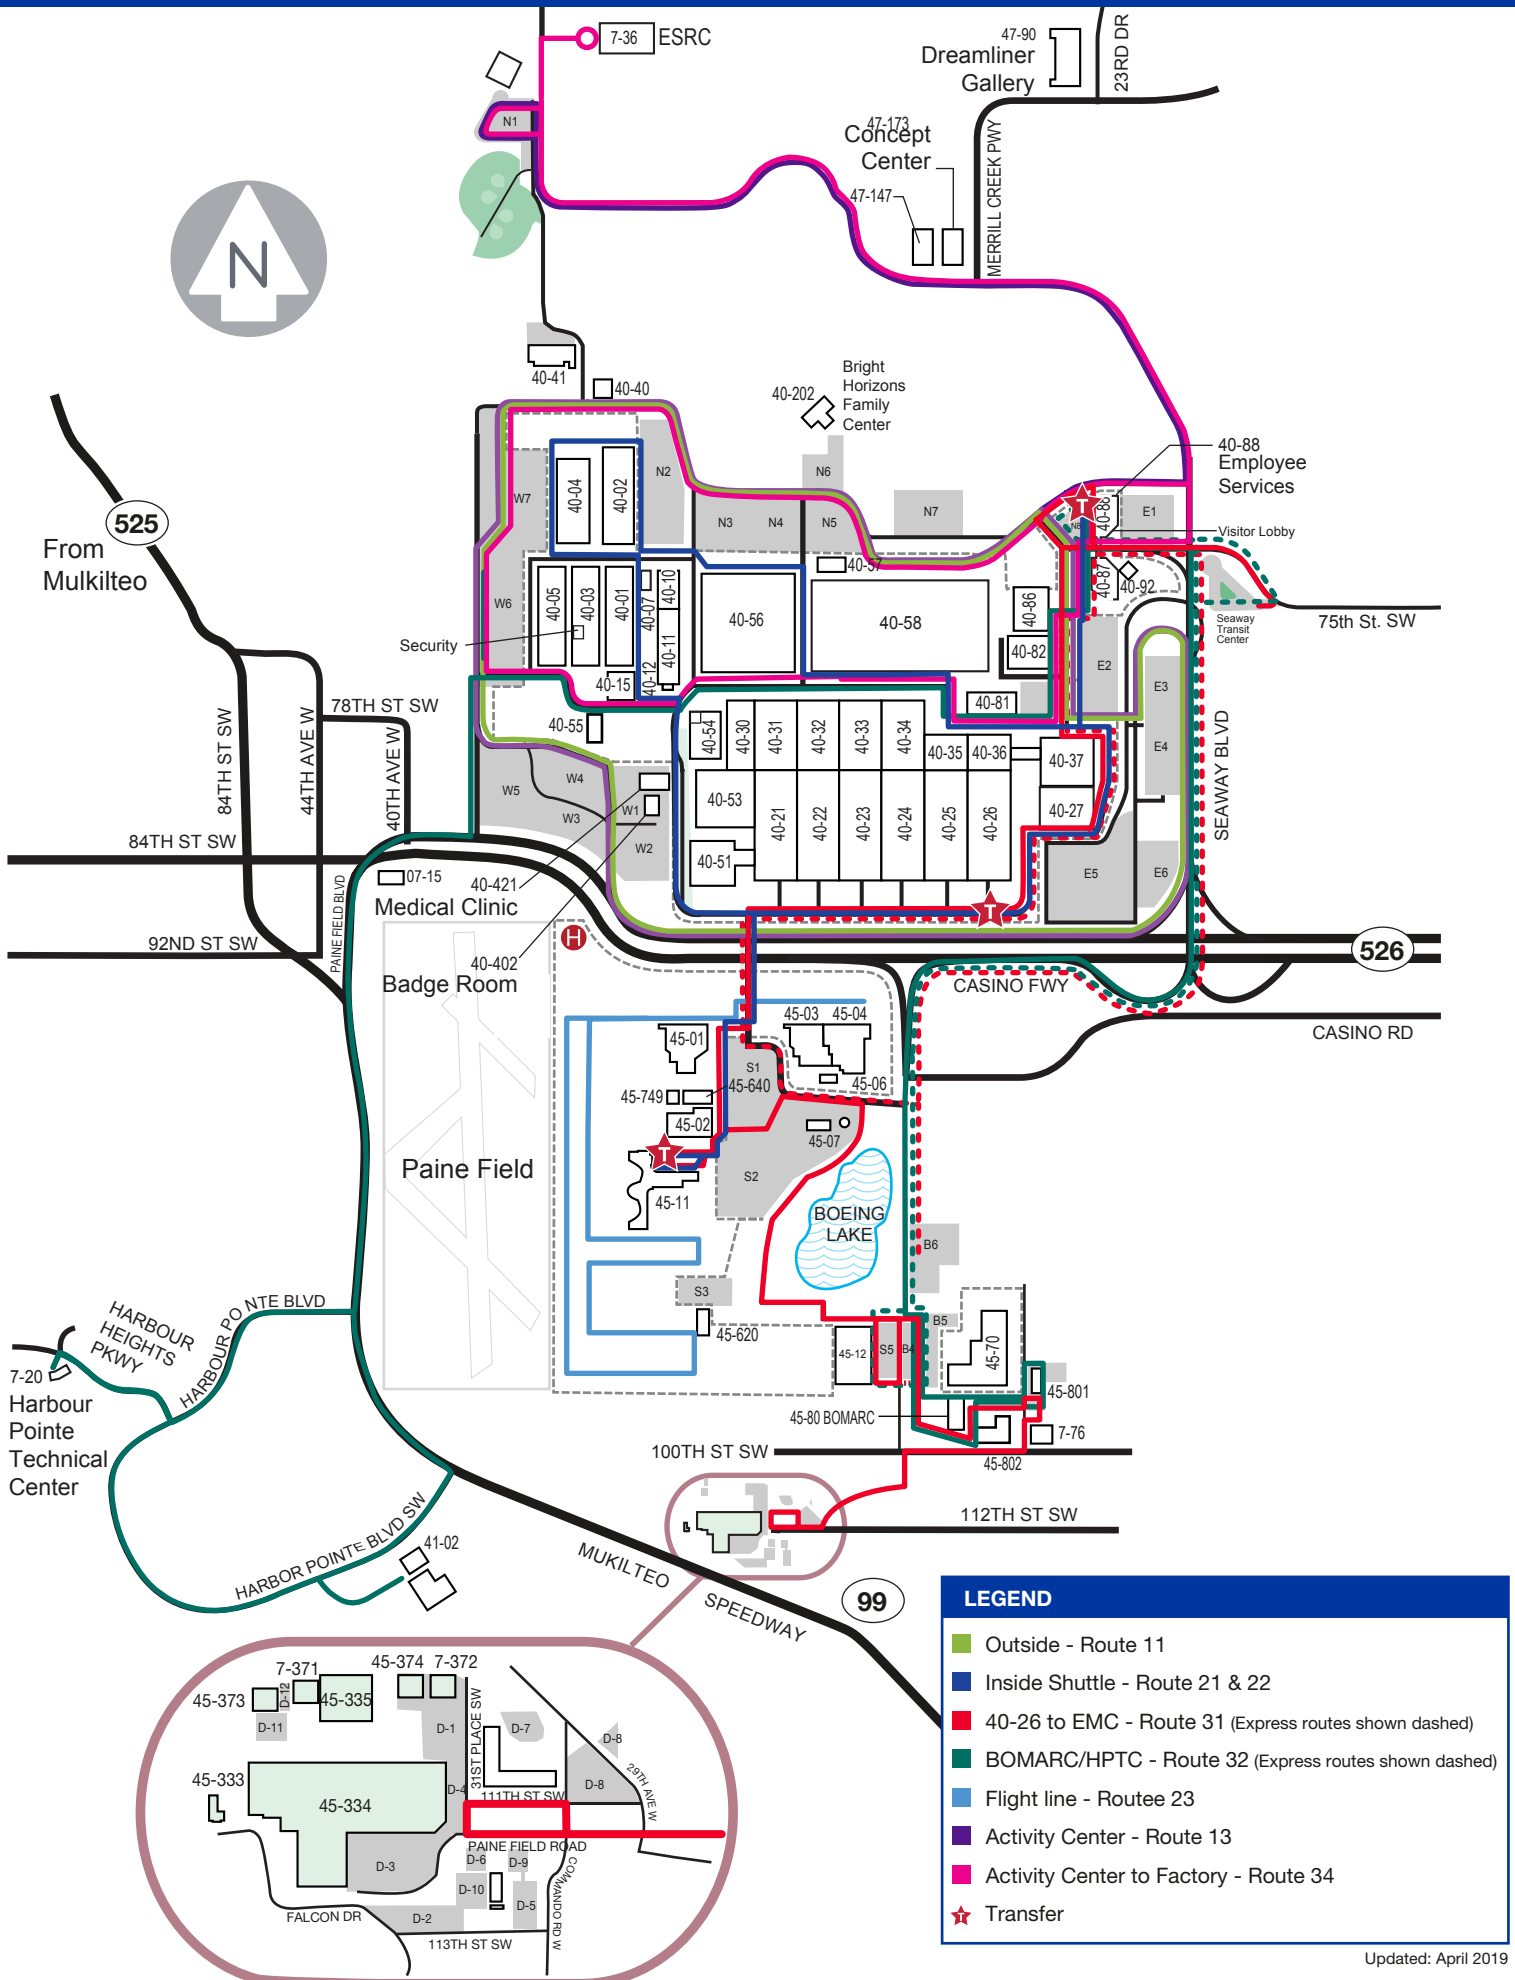 7-36
ESRC
47-90
Dreamliner
Gallery
23RD DR
N1
47-173
Concept
Center
MERRILL CREEK PWY
47-147
N
40-41
40-40
40-202
Bright
Horizons
Family
Center
40-88
Employee
Services
525
From
Mulkilteo
W7
40-04
40-02
N2
N3
N4
N5
N6
N7
N8
40-88
E1
Visitor Lobby
40-57
40-87
40-92
Seaway
Transit
Center
75th St. SW
W6
40-05
40-03
40-01
40-07
40-10
40-11
40-12
40-56
40-58
40-86
40-82
E2
Security
40-15
40-55
40-81
E3
E4
78TH ST SW
84TH ST SW
44TH AVE W
40TH AVE W
SEAWAY BLVD
40-54
40-30
40-31
40-32
40-33
40-34
40-35
40-36
40-37
W5
W4
W3
W1
W2
40-53
40-21
40-22
40-23
40-24
40-25
40-26
40-27
40-51
E5
E6
84TH ST SW
07-15
40-421
Medical Clinic
PAINE FIELD BLVD
92ND ST SW
T
H
40-402
Badge Room
526
CASINO FWY
CASINO RD
45-01
45-03
45-04
S1
45-06
45-749
45-640
45-02
45-07
T
S2
Paine Field
45-11
BOEING
LAKE
B6
S3
45-620
B5
45-12
S5
B4
45-70
45-801
HARBOUR
HEIGHTS
PKWY
HARBOUR POINTE BLVD
7-20
Harbour
Pointe
Technical
Center
45-80 BOMARC
7-76
100TH ST SW
45-802
112TH ST SW
HARBOR POINTE BLVD SW
41-02
MUKILTEO
SPEEDWAY
99
LEGEND
Outside - Route 11
Inside Shuttle - Route 21 & 22
40-26 to EMC - Route 31 (Express routes shown dashed)
BOMARC/HPTC - Route 32 (Express routes shown dashed)
Flight line - Routee 23
Activity Center - Route 13
Activity Center to Factory - Route 34
T Transfer
45-373
D-12
7-371
45-335
45-374
7-372
D-11
D-1
31ST PLACE SW
D-7
D-8
D-8
29TH AVE W
45-333
45-334
D-4
111TH ST SW
PAINE FIELD ROAD
D-3
D-6
D-9
D-10
D-5
COMMANDO RD W
FALCON DR
D-2
113TH ST SW
Updated: April 2019
T